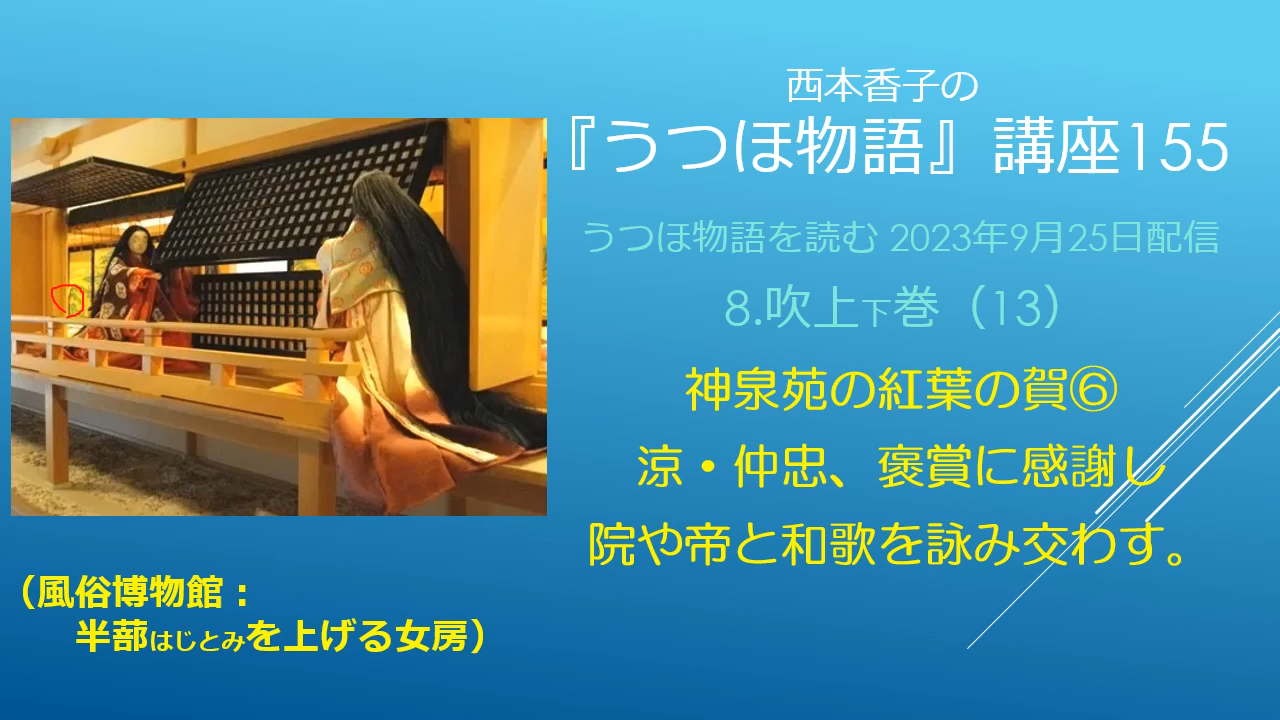 西本香子の
『うつほ物語』講座155
うつほ物語を読む 2023年9月25日配信
8.吹上下巻（13）
神泉苑の紅葉の賀⑥
涼・仲忠、褒賞に感謝し
院や帝と和歌を詠み交わす。
（風俗博物館：
半蔀はじとみを上げる女房）